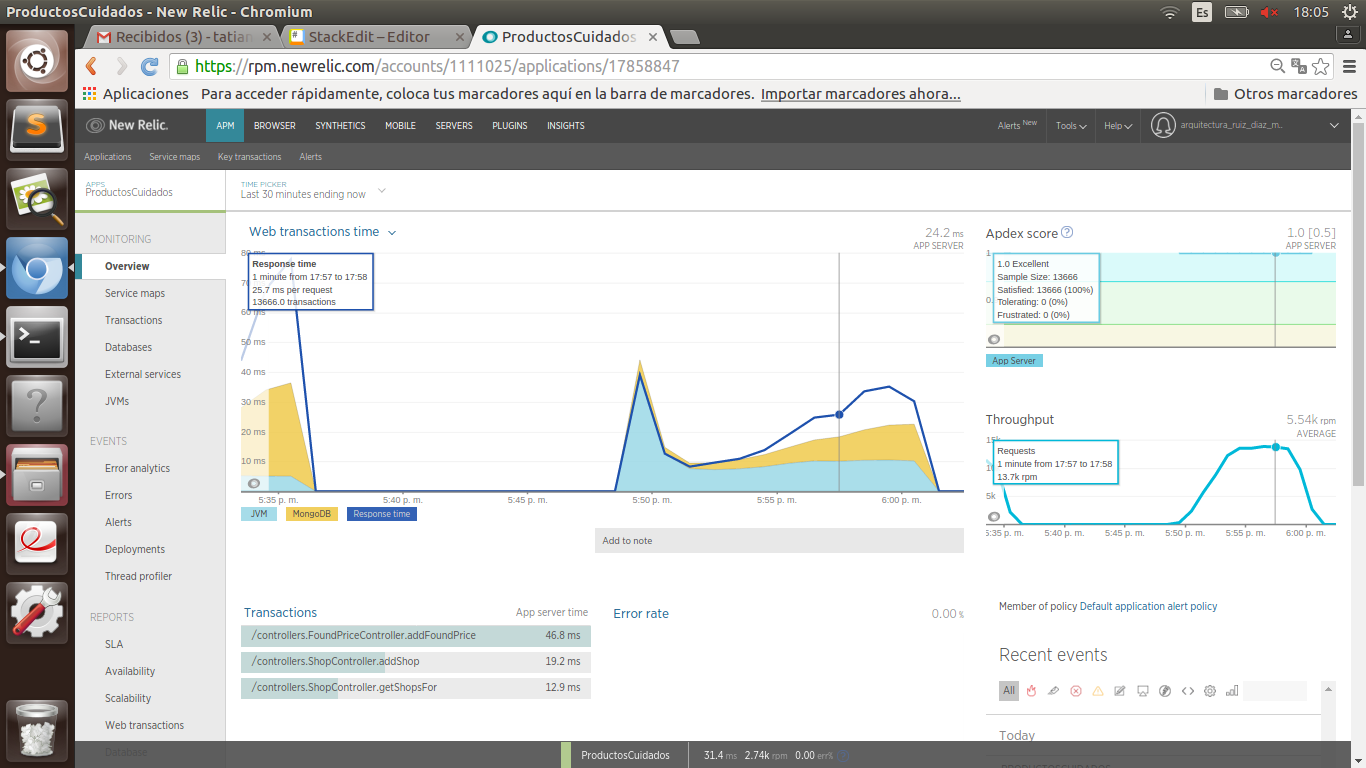 ProductosCuidados - New Relic - Chromium
Es
18:05
Recibidos (3) - tatian
StackEdit – Editor
ProductosCuidados
https://rpm.newrelic.com/accounts/1111025/applications/17858847
Aplicaciones
Para acceder rápidamente, coloca tus marcadores aquí en la barra de marcadores. Importar marcadores ahora...
Otros marcadores
New Relic.
APM
BROWSER
SYNTHETICS
MOBILE
SERVERS
PLUGINS
INSIGHTS
Alerts New
Tools
Help
arquitectura_ruiz_diaz_m..
Applications
Service maps
Key transactions
Alerts
APPS
ProductosCuidados
TIME PICKER
Last 30 minutes ending now
MONITORING
Overview
Service maps
Transactions
Databases
External services
JVMs
EVENTS
Error analytics
Errors
Alerts
Deployments
Thread profiler
REPORTS
SLA
Availability
Scalability
Web transactions
Database
Web transactions time
24.2 ms
APP SERVER
80 ms
Response time
1 minute from 17:57 to 17:58
25.7 ms per request
13666.0 transactions
50 ms
40 ms
30 ms
20 ms
10 ms
5:35 p. m.
5:40 p. m.
5:45 p. m.
5:50 p. m.
5:55 p. m.
6:00 p. m.
JVM
MongoDB
Response time
Add to note
Transactions
App server time
/controllers.FoundPriceController.addFoundPrice
46.8 ms
/controllers.ShopController.addShop
19.2 ms
/controllers.ShopController.getShopsFor
12.9 ms
Error rate
0.00 %
Apdex score
1.0 [0.5]
APP SERVER
1
1.0 Excellent
Sample Size: 13666
Satisfied: 13666 (100%)
Tolerating: 0 (0%)
Frustrated: 0 (0%)
App Server
Throughput
5.54k rpm
AVERAGE
Requests
1 minute from 17:57 to 17:58
13.7k rpm
5k
5:35 p. m.
5:40 p. m.
5:45 p. m.
5:50 p. m.
5:55 p. m.
6:00 p. m.
Member of policy Default application alert policy
Recent events
All
Today
ProductosCuidados
31.4 ms
2.74k rpm
0.00 err%